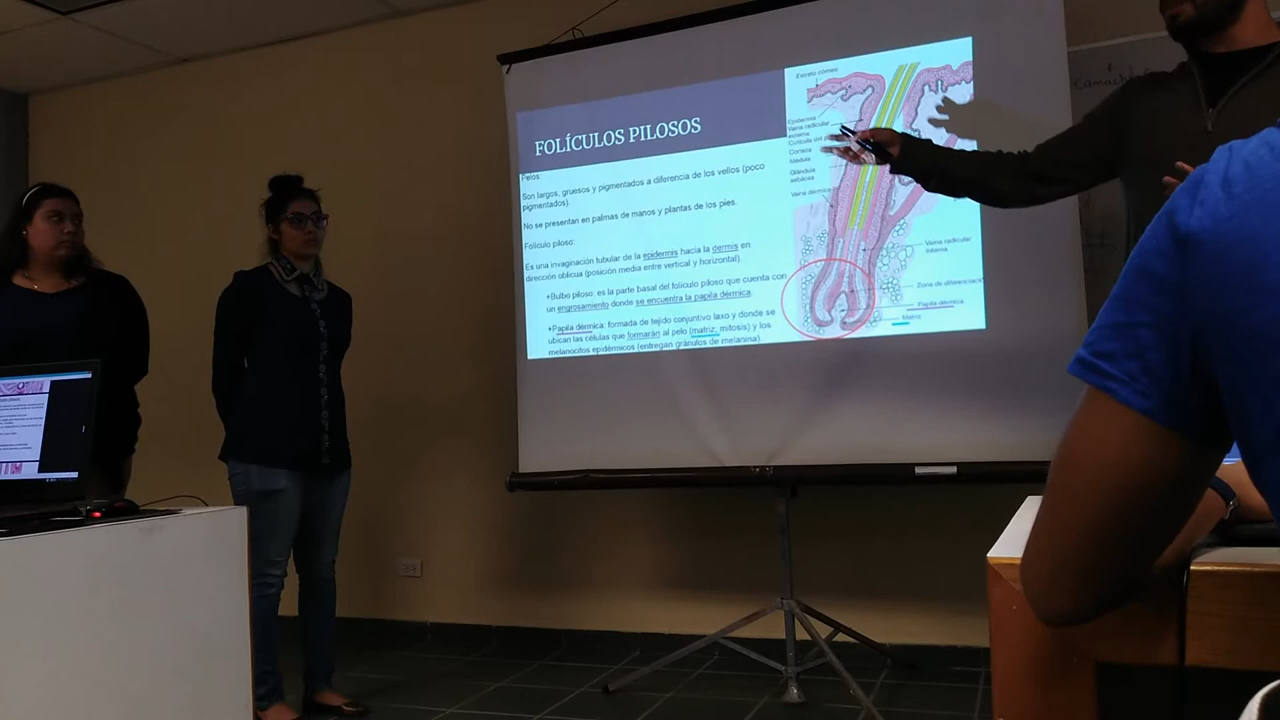 FOLÍCULOS PILOSOS
Pelos:
Son largos, gruesos y pigmentados a diferencia de los vellos (poco
pigmentados).
No se presentan en palmas de manos y plantas de los pies.
Folículo piloso:
Es una invaginación tubular de la epidermis hacia la dermis en
dirección oblicua (posición media entre vertical y horizontal).
+Bulbo piloso: es la parte basal del folículo piloso que cuenta con
un engrosamiento donde se encuentra la papila dérmica.
+Papila dérmica: formada de tejido conjuntivo laxo y donde se
ubican las células que formarán al pelo (matriz: mitosis) y los
melanocitos epidérmicos (entregan gránulos de melanina).
Estrato córneo
Epidermis
Vaina radicular
externa
Cutícula del
Corteza
Médula
Glándula
sebácea
Vaina dérmica
Vaina radicular
interna
Zona de diferenciación
Papila dérmica
Matriz